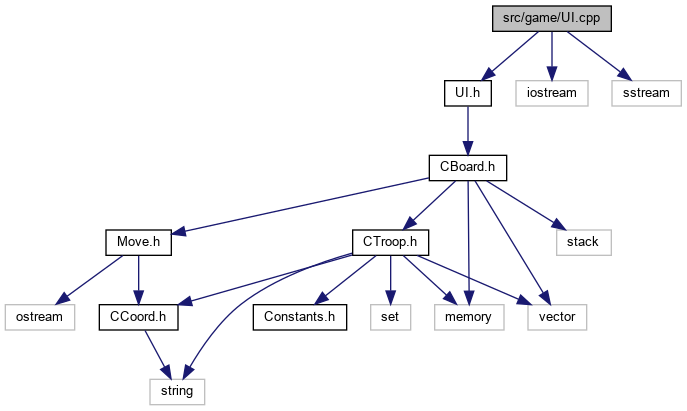 src/game/UI.cpp
UI.h
iostream
sstream
CBoard.h
Move.h
CTroop.h
stack
ostream
CCoord.h
Constants.h
set
memory
vector
string